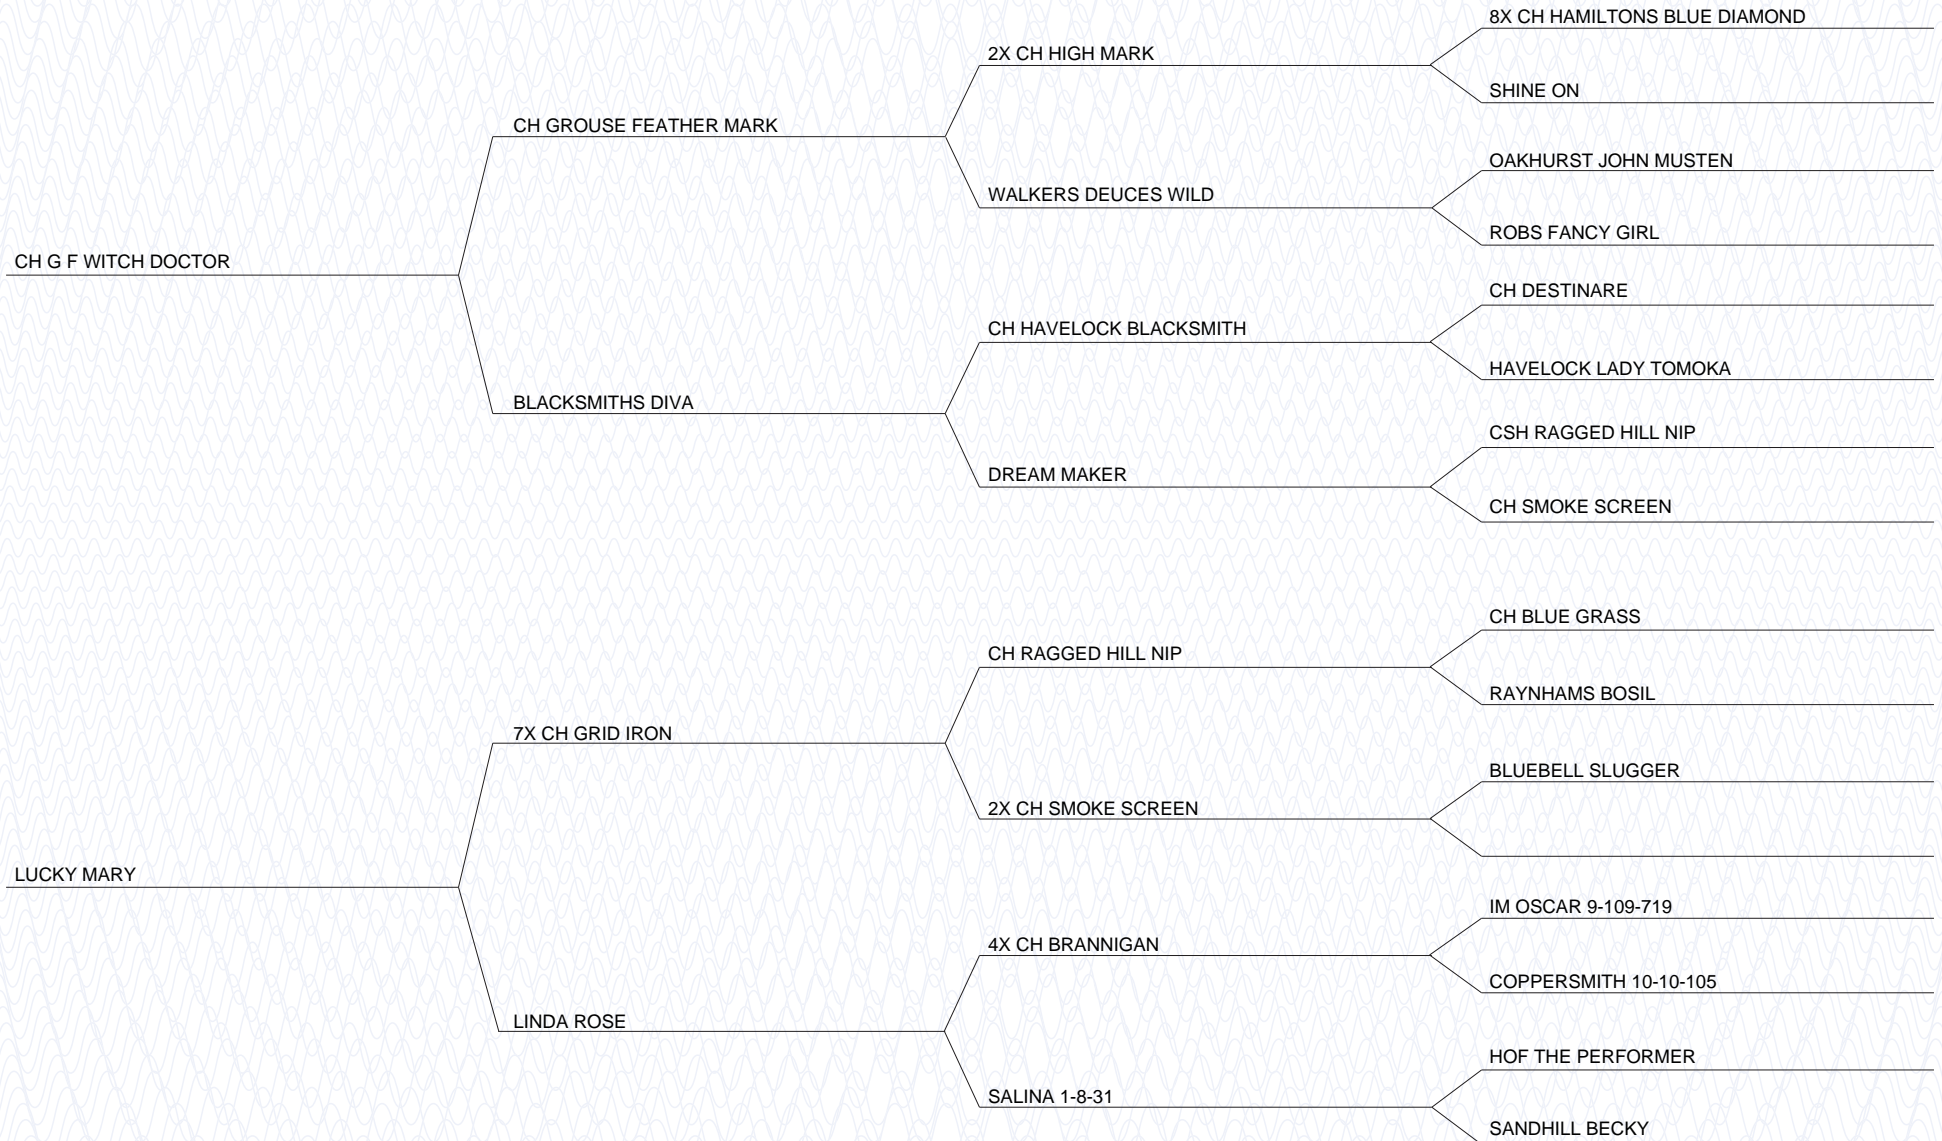 8X CH HAMILTONS BLUE DIAMOND
2X CH HIGH MARK
SHINE ON
CH GROUSE FEATHER MARK
OAKHURST JOHN MUSTEN
WALKERS DEUCES WILD
ROBS FANCY GIRL
CH G F WITCH DOCTOR
CH DESTINARE
CH HAVELOCK BLACKSMITH
HAVELOCK LADY TOMOKA
BLACKSMITHS DIVA
CSH RAGGED HILL NIP
DREAM MAKER
CH SMOKE SCREEN
CH BLUE GRASS
CH RAGGED HILL NIP
RAYNHAMS BOSIL
7X CH GRID IRON
BLUEBELL SLUGGER
2X CH SMOKE SCREEN
LUCKY MARY
IM OSCAR 9-109-719
4X CH BRANNIGAN
COPPERSMITH 10-10-105
LINDA ROSE
HOF THE PERFORMER
SALINA 1-8-31
SANDHILL BECKY